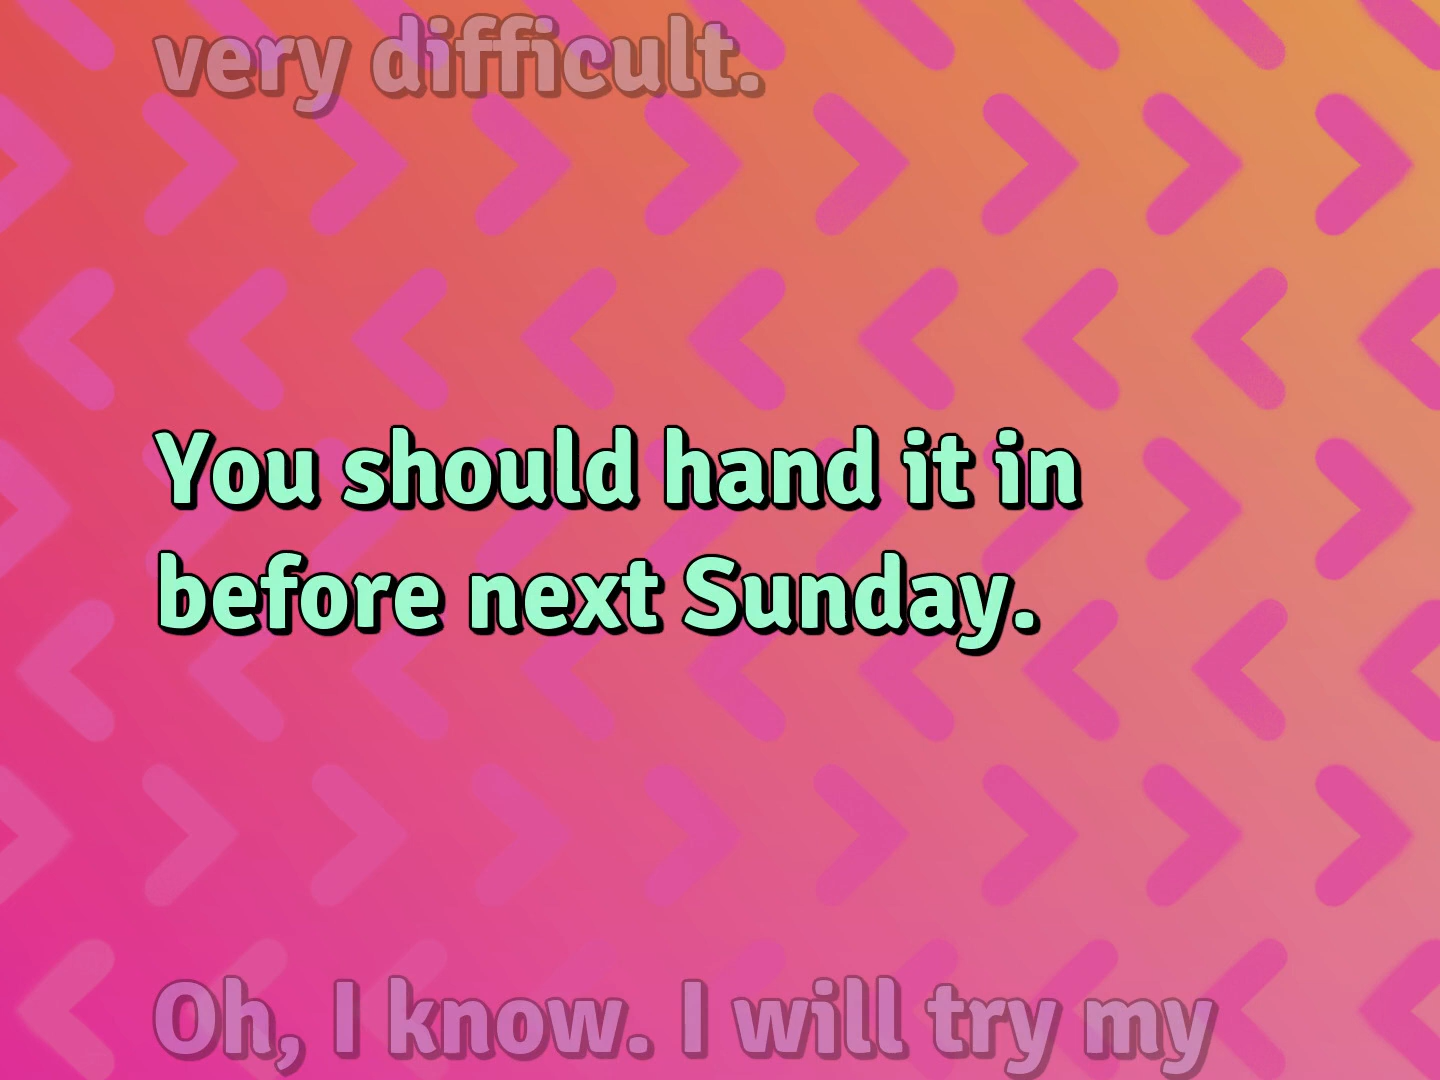 very difficult.
You should hand it in
before next Sunday.
Oh, I know. I will try my